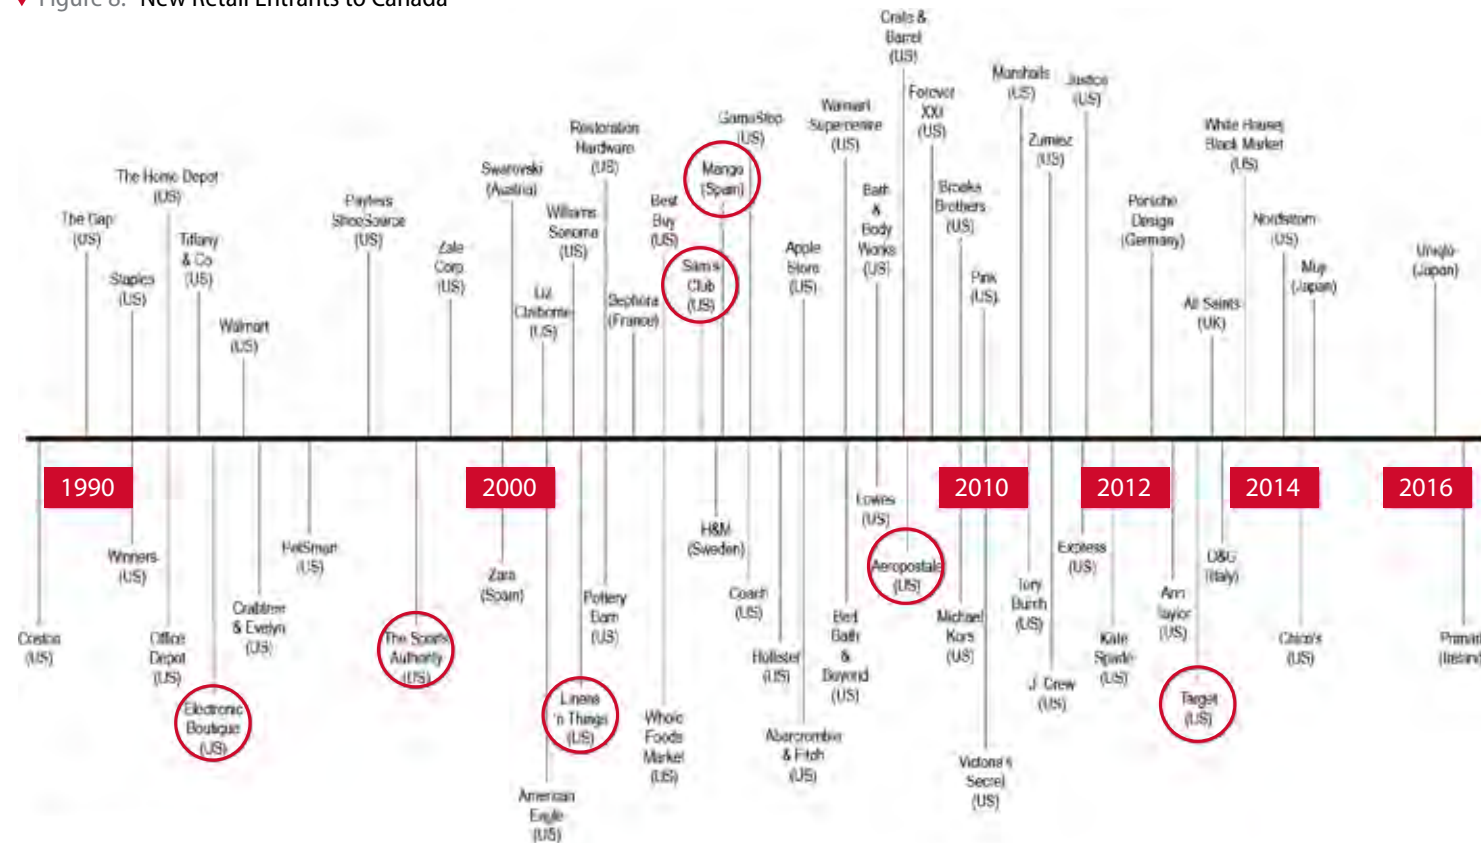 Figure 8. New Retail Entrants to Canada
Crate &
Barrel
(US)
Marshalls
(US)
Justice
(US)
Forever
XXI
(US)
Walmart
Supercentre
(US)
GameStop
(US)
Restoration
Hardware
(US)
White House
Black Market
(US)
Zumiez
(US)
The Home Depot
(US)
Swarovski
(Austria)
Mango
(Spain)
Bath
&
Body
Works
(US)
Brooks
Brothers
(US)
Payless
ShoeSource
(US)
Best
Buy
(US)
Porsche
Design
(Germany)
The Gap
(US)
Williams
Sonoma
(US)
Nordstrom
(US)
Tiffany
& Co
(US)
Zale
Corp
(US)
Apple
Store
(US)
Uniqlo
(Japan)
Staples
(US)
Sam's
Club
(US)
Pink
(US)
Muji
(Japan)
Liz
Claiborne
(US)
Sephora
(France)
All Saints
(UK)
Walmart
(US)
1990
2000
2010
2012
2014
2016
Lowes
(US)
H&M
(Sweden)
PetSmart
(US)
Express
(US)
Winners
(US)
D&G
(Italy)
Aeropostale
(US)
Zara
(Spain)
Tory
Burch
(US)
Coach
(US)
Ann
Taylor
(US)
Pottery
Barn
(US)
Crabtree
& Evelyn
(US)
Bed
Bath
&
Beyond
(US)
Michael
Kors
(US)
Costco
(US)
Office
Depot
(US)
The Sports
Authority
(US)
Kate
Spade
(US)
Chico's
(US)
Hollister
(US)
J. Crew
(US)
Linens
'n Things
(US)
Target
(US)
Electronic
Boutique
(US)
Whole
Foods
Market
(US)
Abercrombie
& Fitch
(US)
Victoria's
Secret
(US)
American
Eagle
(US)